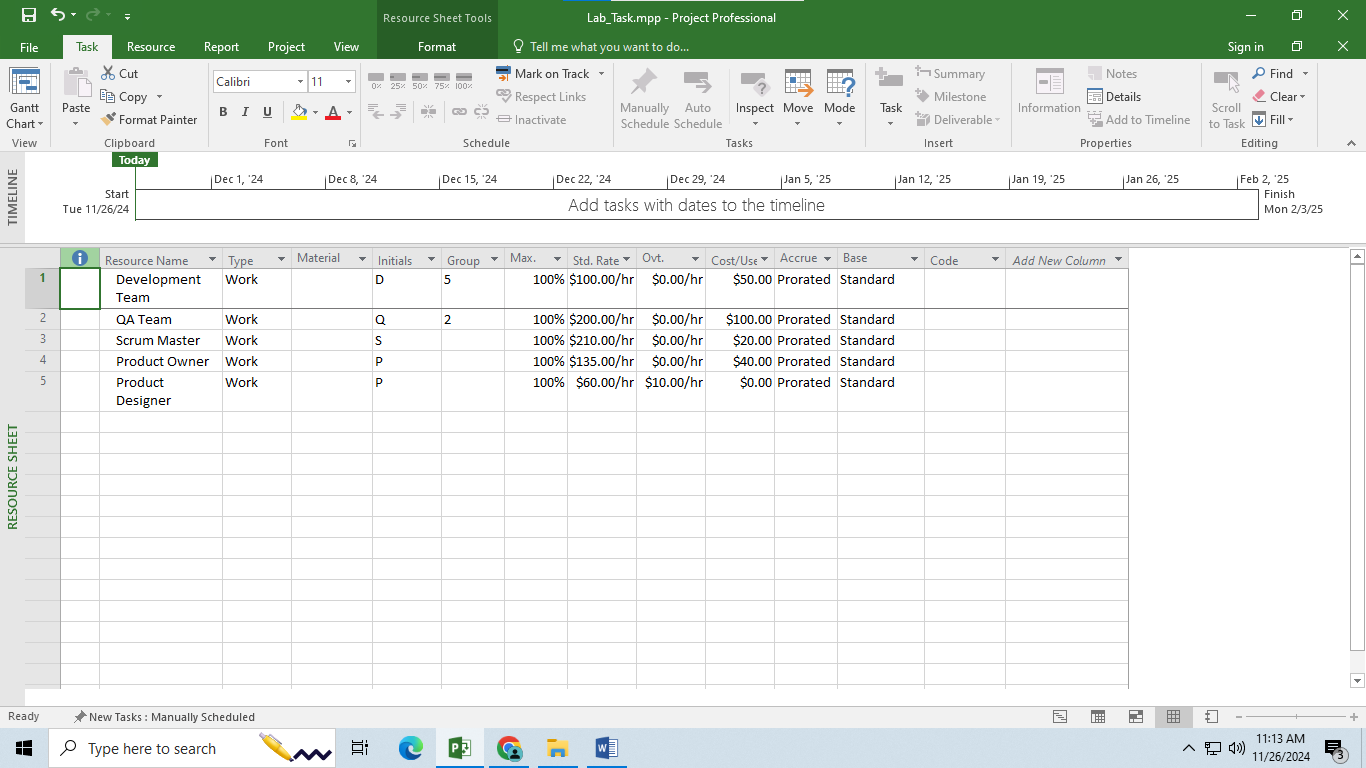 Resource Sheet Tools
Lab_Task.mpp - Project Professional
File Task Resource Report Project View Format Tell me what you want to do... Sign in
Gantt Chart
View
Paste
Cut
Copy
Format Painter
Clipboard
Calibri 11
B I U A
Font
0% 25% 50% 75% 100%
Mark on Track
Respect Links
Inactivate
Schedule
Manually Schedule
Auto Schedule
Inspect
Move
Mode
Tasks
Task
Summary
Milestone
Deliverable
Insert
Information
Notes
Details
Add to Timeline
Properties
Scroll to Task
Find
Clear
Fill
Editing
TIMELINE
Today
Dec 1, '24 Dec 8, '24 Dec 15, '24 Dec 22, '24 Dec 29, '24 Jan 5, '25 Jan 12, '25 Jan 19, '25 Jan 26, '25 Feb 2, '25
Start
Tue 11/26/24
Add tasks with dates to the timeline
Finish
Mon 2/3/25
RESOURCE SHEET
Resource Name Type Material Initials Group Max. Std. Rate Ovt. Cost/Use Accrue Base Code Add New Column
1 Development Team Work D 5 100% $100.00/hr $0.00/hr $50.00 Prorated Standard
2 QA Team Work Q 2 100% $200.00/hr $0.00/hr $100.00 Prorated Standard
3 Scrum Master Work S 100% $210.00/hr $0.00/hr $20.00 Prorated Standard
4 Product Owner Work P 100% $135.00/hr $0.00/hr $40.00 Prorated Standard
5 Product Designer Work P 100% $60.00/hr $10.00/hr $0.00 Prorated Standard
Ready New Tasks : Manually Scheduled
Type here to search
11:13 AM
11/26/2024
3